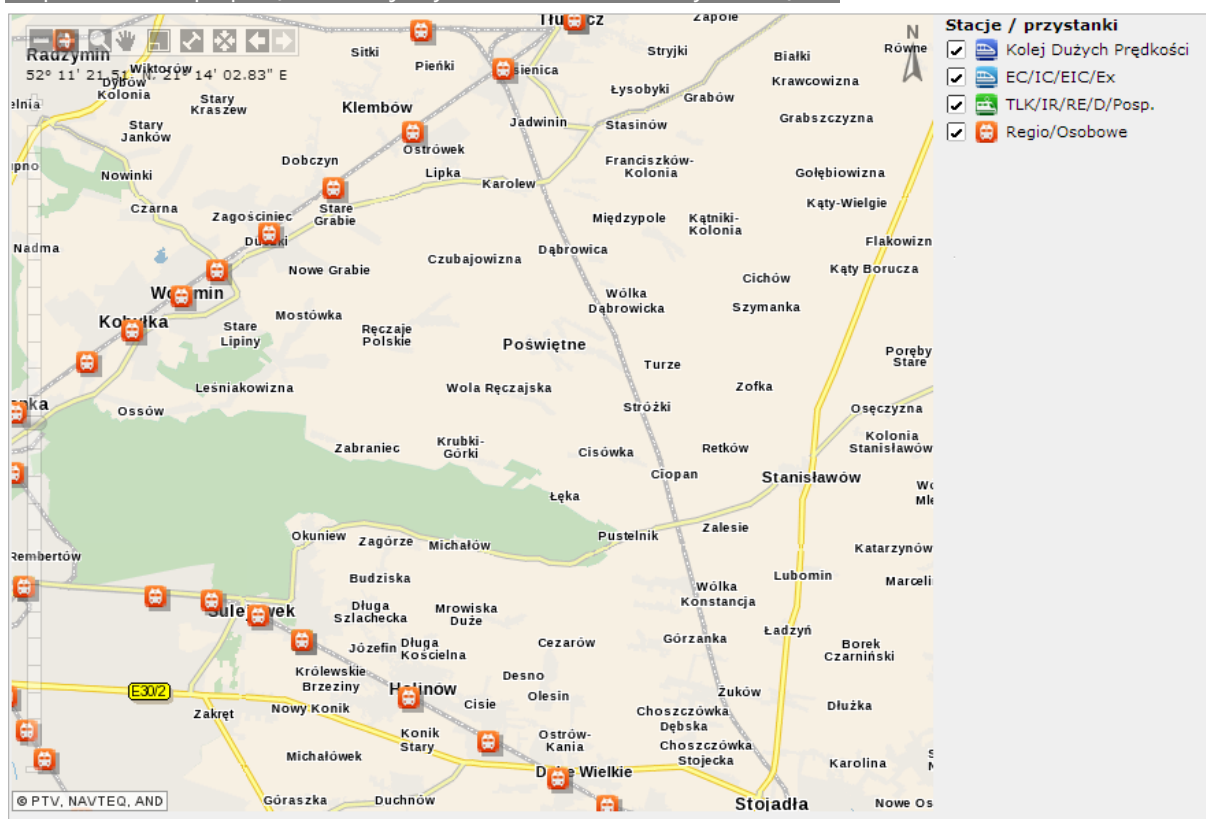 Stacje / przystanki
Kolej Dużych Prędkości
EC/IC/EIC/Ex
TLK/IR/RE/D/Posp.
Regio/Osobowe
N
Zapole
Radzymin
Sitki
Stryjki
Białki
Równe
Pieńki
52° 11' 21.51" N, 21° 14' 02.83" E
Wiktorów
Krawcowizna
Dybów
Kolonia
Łysobyki
Grabów
Stary
Kraszew
Klembów
Jadwinin
Stasinów
Grabszczyzna
Stary
Janków
Ostrówek
Dobczyn
Franciszków-
Kolonia
Nowinki
Lipka
Karolew
Gołębiowizna
Czarna
Zagościniec
Stare
Grabie
Międzypole
Kątniki-
Kolonia
Kąty-Wielgie
Nadma
Flakowizn
Dąbrowica
Czubajowizna
Nowe Grabie
Kąty Borucza
Cichów
Wólka
Dąbrowicka
Szymanka
Kobyłka
Mostówka
Stare
Lipiny
Ręczaje
Polskie
Poświętne
Poręby
Stare
Turze
Leśniakowizna
Wola Ręczajska
Zofka
Ossów
Stróżki
Osęczyzna
Kolonia
Stanisławów
Zabraniec
Krubki-
Górki
Cisówka
Retków
Ciopan
Stanisławów
Łęka
Okuniew
Zagórze
Michałów
Pustelnik
Zalesie
Rembertów
Katarzynów
Budziska
Lubomin
Marceli
Wólka
Konstancja
Długa
Szlachecka
Mrowiska
Duże
Sulejówek
Górzanka
Ładzyń
Józefin
Długa
Kościelna
Cezarów
Borek
Czarniński
Królewskie
Brzeziny
Desno
Halinów
E30/2
Olesin
Żuków
Cisie
Dłużka
Zakręt
Nowy Konik
Choszczówka
Dębska
Konik
Stary
Ostrów-
Kania
Choszczówka
Stojecka
Michałówek
Karolina
Dębe Wielkie
© PTV, NAVTEQ, AND
Góraszka
Duchnów
Stojadła
Nowe Os